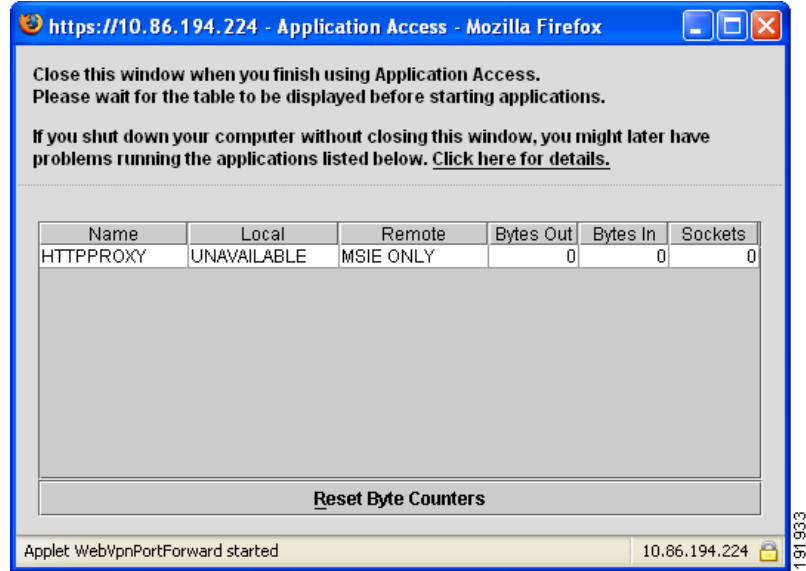 https://10.86.194.224 - Application Access - Mozilla Firefox
Close this window when you finish using Application Access.
Please wait for the table to be displayed before starting applications.
If you shut down your computer without closing this window, you might later have
problems running the applications listed below. Click here for details.
Name Local Remote Bytes Out Bytes In Sockets
HTTPPROXY UNAVAILABLE MSIE ONLY 0 0 0
Reset Byte Counters
Applet WebVpnPortForward started 10.86.194.224
191933